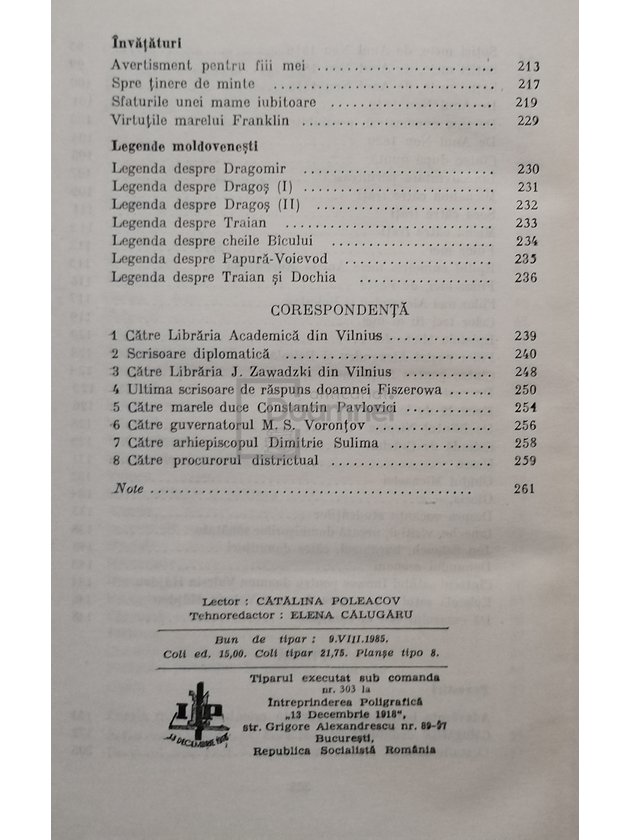 Învățături
Avertisment pentru fiii mei ........................ 213
Spre ținere de minte ........................ 217
Sfaturile unei mame iubitoare ........................ 219
Virtuțile marelui Franklin ........................ 229
Legende moldovenești
Legenda despre Dragomir ........................ 230
Legenda despre Dragoș (I) ........................ 231
Legenda despre Dragoș (II) ........................ 232
Legenda despre Traian ........................ 233
Legenda despre cheile Bîcului ........................ 234
Legenda despre Papură-Voievod ........................ 235
Legenda despre Traian și Dochia ........................ 236
CORESPONDENȚĂ
1 Către Librăria Academică din Vilnius ............... 239
2 Scrisoare diplomatică ........................ 240
3 Către Librăria J. Zawadzki din Vilnius ............. 248
4 Ultima scrisoare de răspuns doamnei Fiszerowa ...... 250
5 Către marele duce Constantin Pavlovici ............. 254
6 Către guvernatorul M. S. Voronțov ................ 256
7 Către arhiepiscopul Dimitrie Sulima ............... 258
8 Către procurorul districtual ..................... 259
Note ........................................ 261
Lector : CĂTĂLINA POLEACOV
Tehnoredactor : ELENA CĂLUGĂRU
Bun de tipar : 9.VIII.1985.
Coli ed. 15,00. Coli tipar 21,75. Planșe tipo 8.
Tiparul executat sub comanda
nr. 303 la
Întreprinderea Poligrafică
„13 Decembrie 1918”,
str. Grigore Alexandrescu nr. 89-97
București,
Republica Socialistă România
I P
13 DECEMBRIE 1918